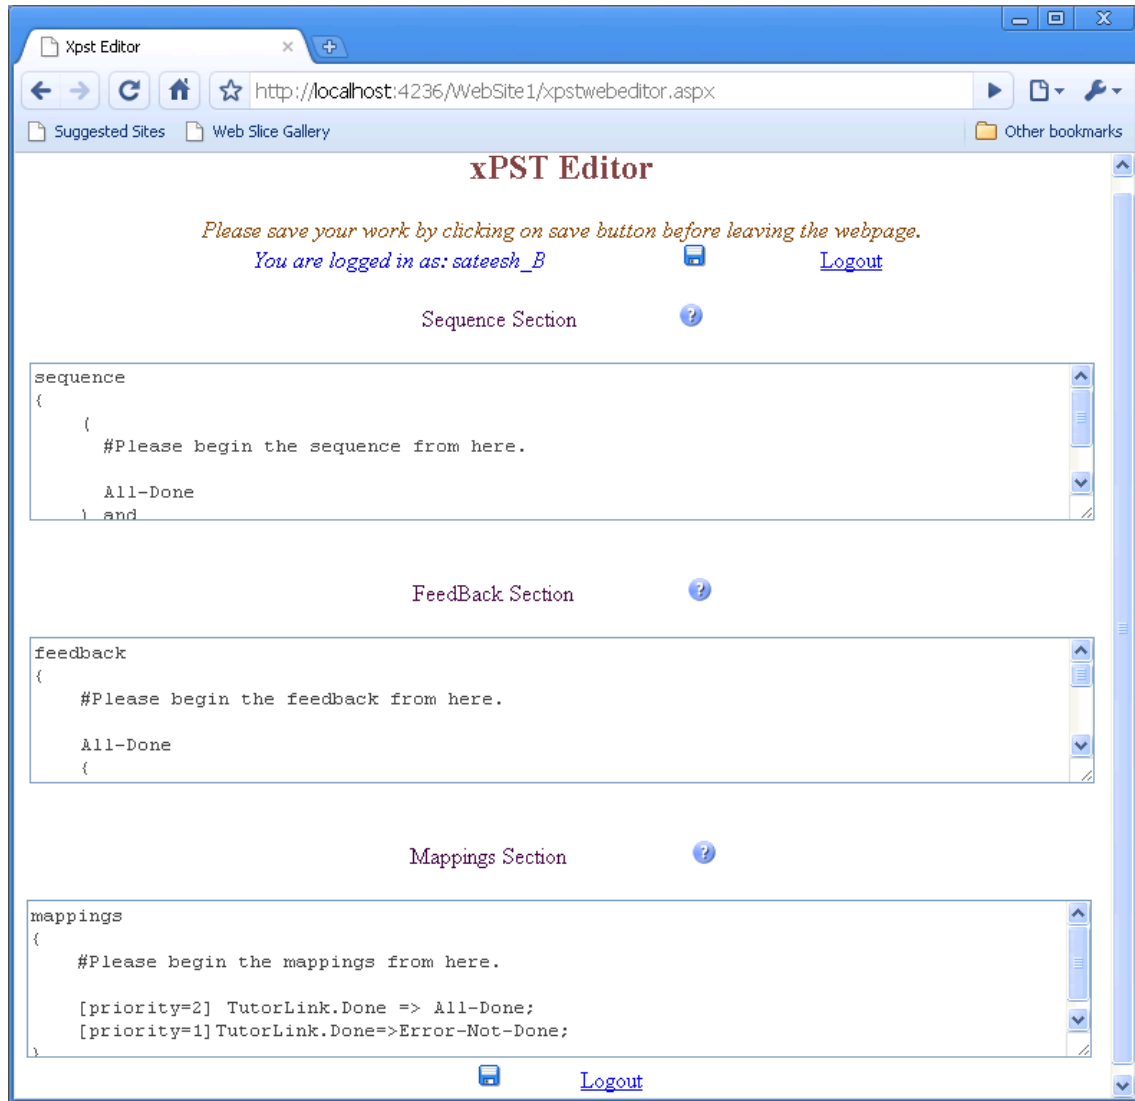 Xpst Editor
http://localhost:4236/WebSite1/xpstwebeditor.aspx
Suggested Sites Web Slice Gallery Other bookmarks
xPST Editor
Please save your work by clicking on save button before leaving the webpage.
You are logged in as: sateesh_B Logout
Sequence Section ?
sequence
{
(
#Please begin the sequence from here.
All-Done
) and
FeedBack Section ?
feedback
{
#Please begin the feedback from here.
All-Done
{
Mappings Section ?
mappings
{
#Please begin the mappings from here.
[priority=2] TutorLink.Done => All-Done;
[priority=1]TutorLink.Done=>Error-Not-Done;
}
Logout